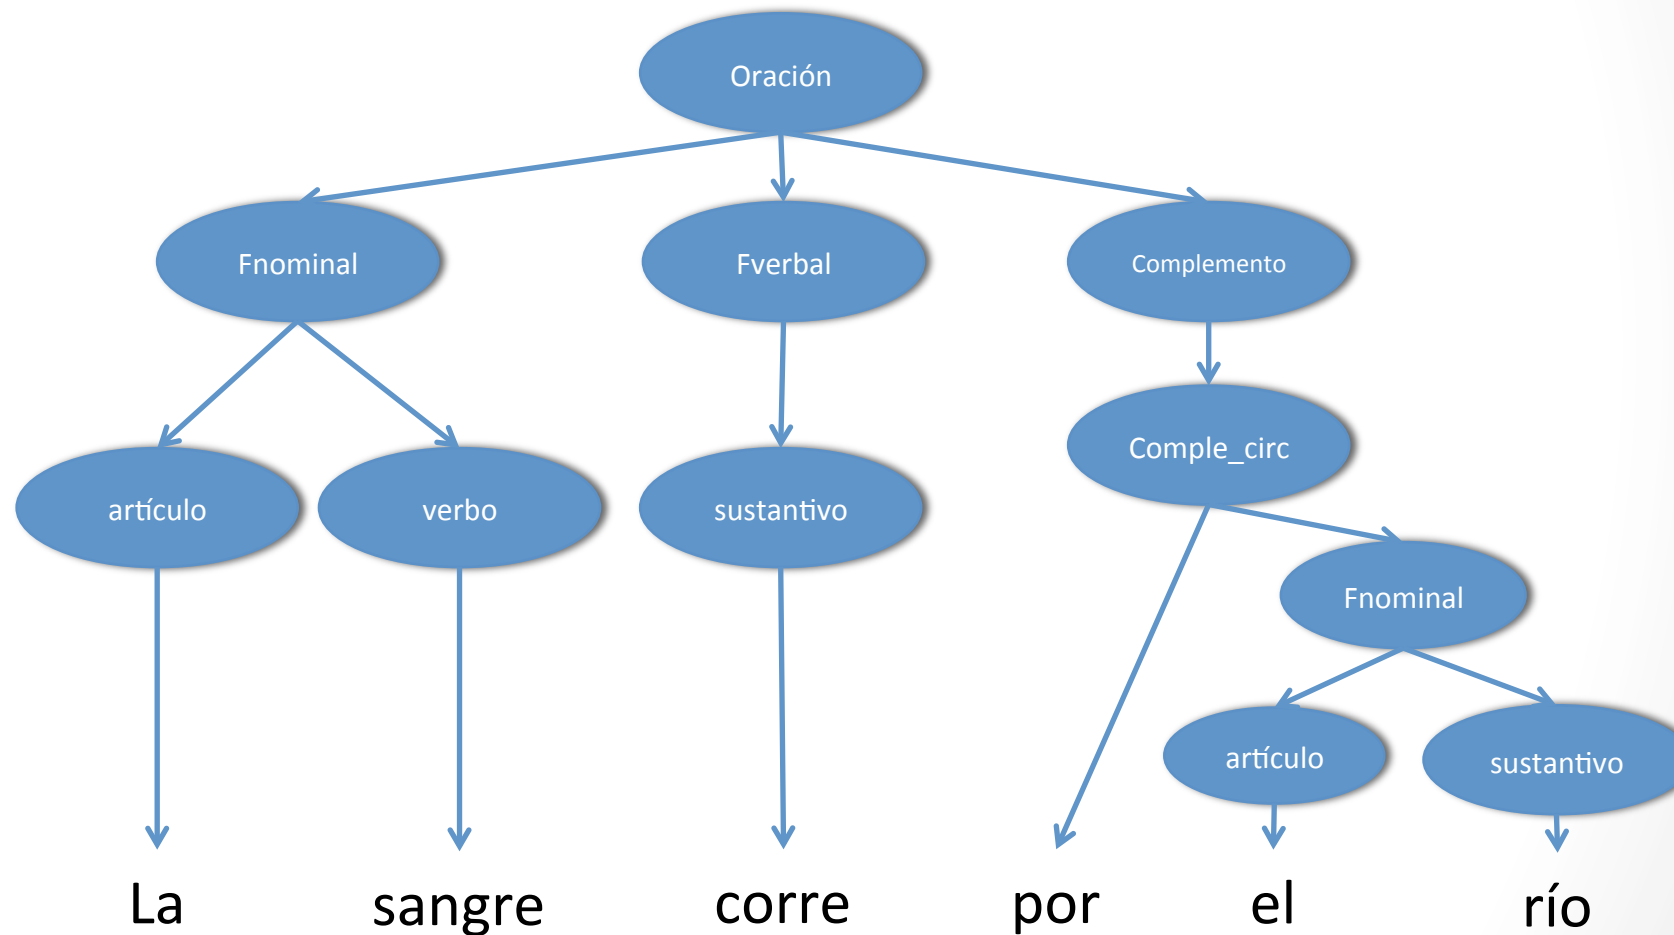 Oración
Fnominal
Fverbal
Complemento
Comple_circ
artículo
verbo
sustantivo
Fnominal
artículo
sustantivo
La sangre corre por el río